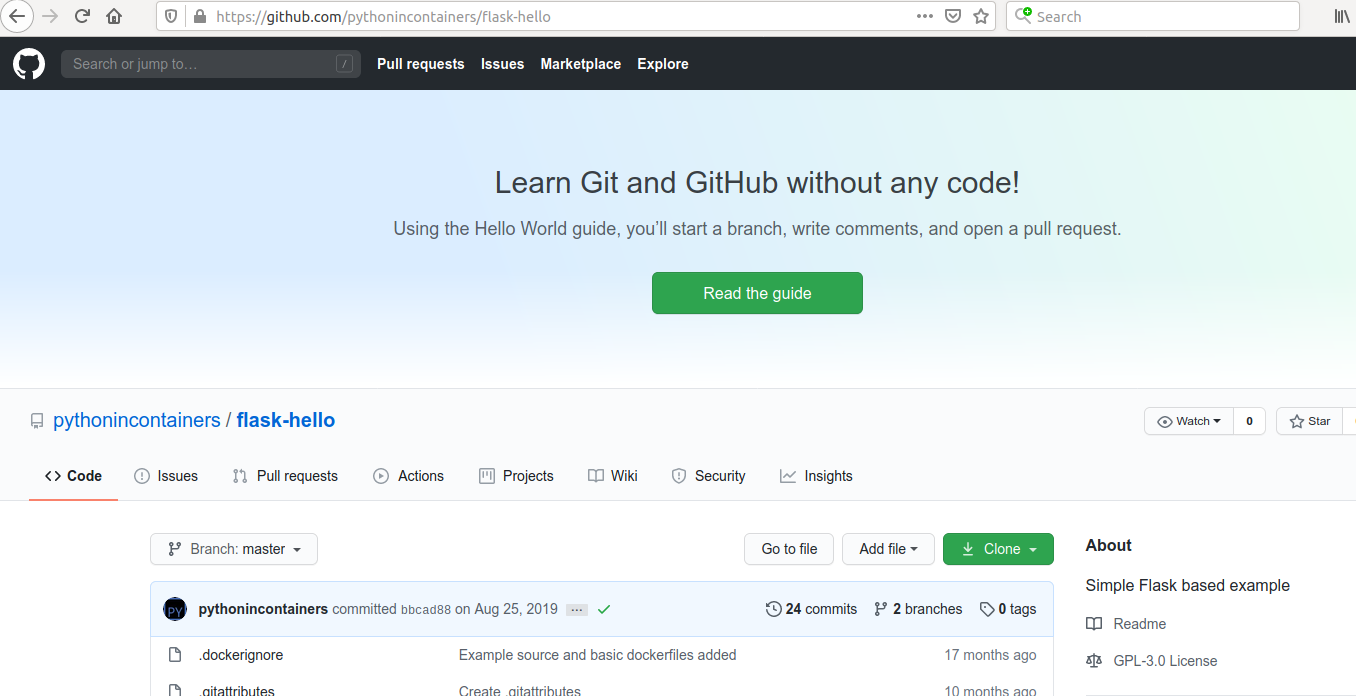 https://github.com/pythonincontainers/flask-hello
Search
Search or jump to…
/
Pull requests
Issues
Marketplace
Explore
Learn Git and GitHub without any code!
Using the Hello World guide, you’ll start a branch, write comments, and open a pull request.
Read the guide
pythonincontainers / flask-hello
Watch
0
Star
Code
Issues
Pull requests
Actions
Projects
Wiki
Security
Insights
Branch: master
Go to file
Add file
Clone
PY
pythonincontainers committed bbcad88 on Aug 25, 2019
24 commits
2 branches
0 tags
.dockerignore
Example source and basic dockerfiles added
17 months ago
.gitattributes
Create .gitattributes
10 months ago
About
Simple Flask based example
Readme
GPL-3.0 License